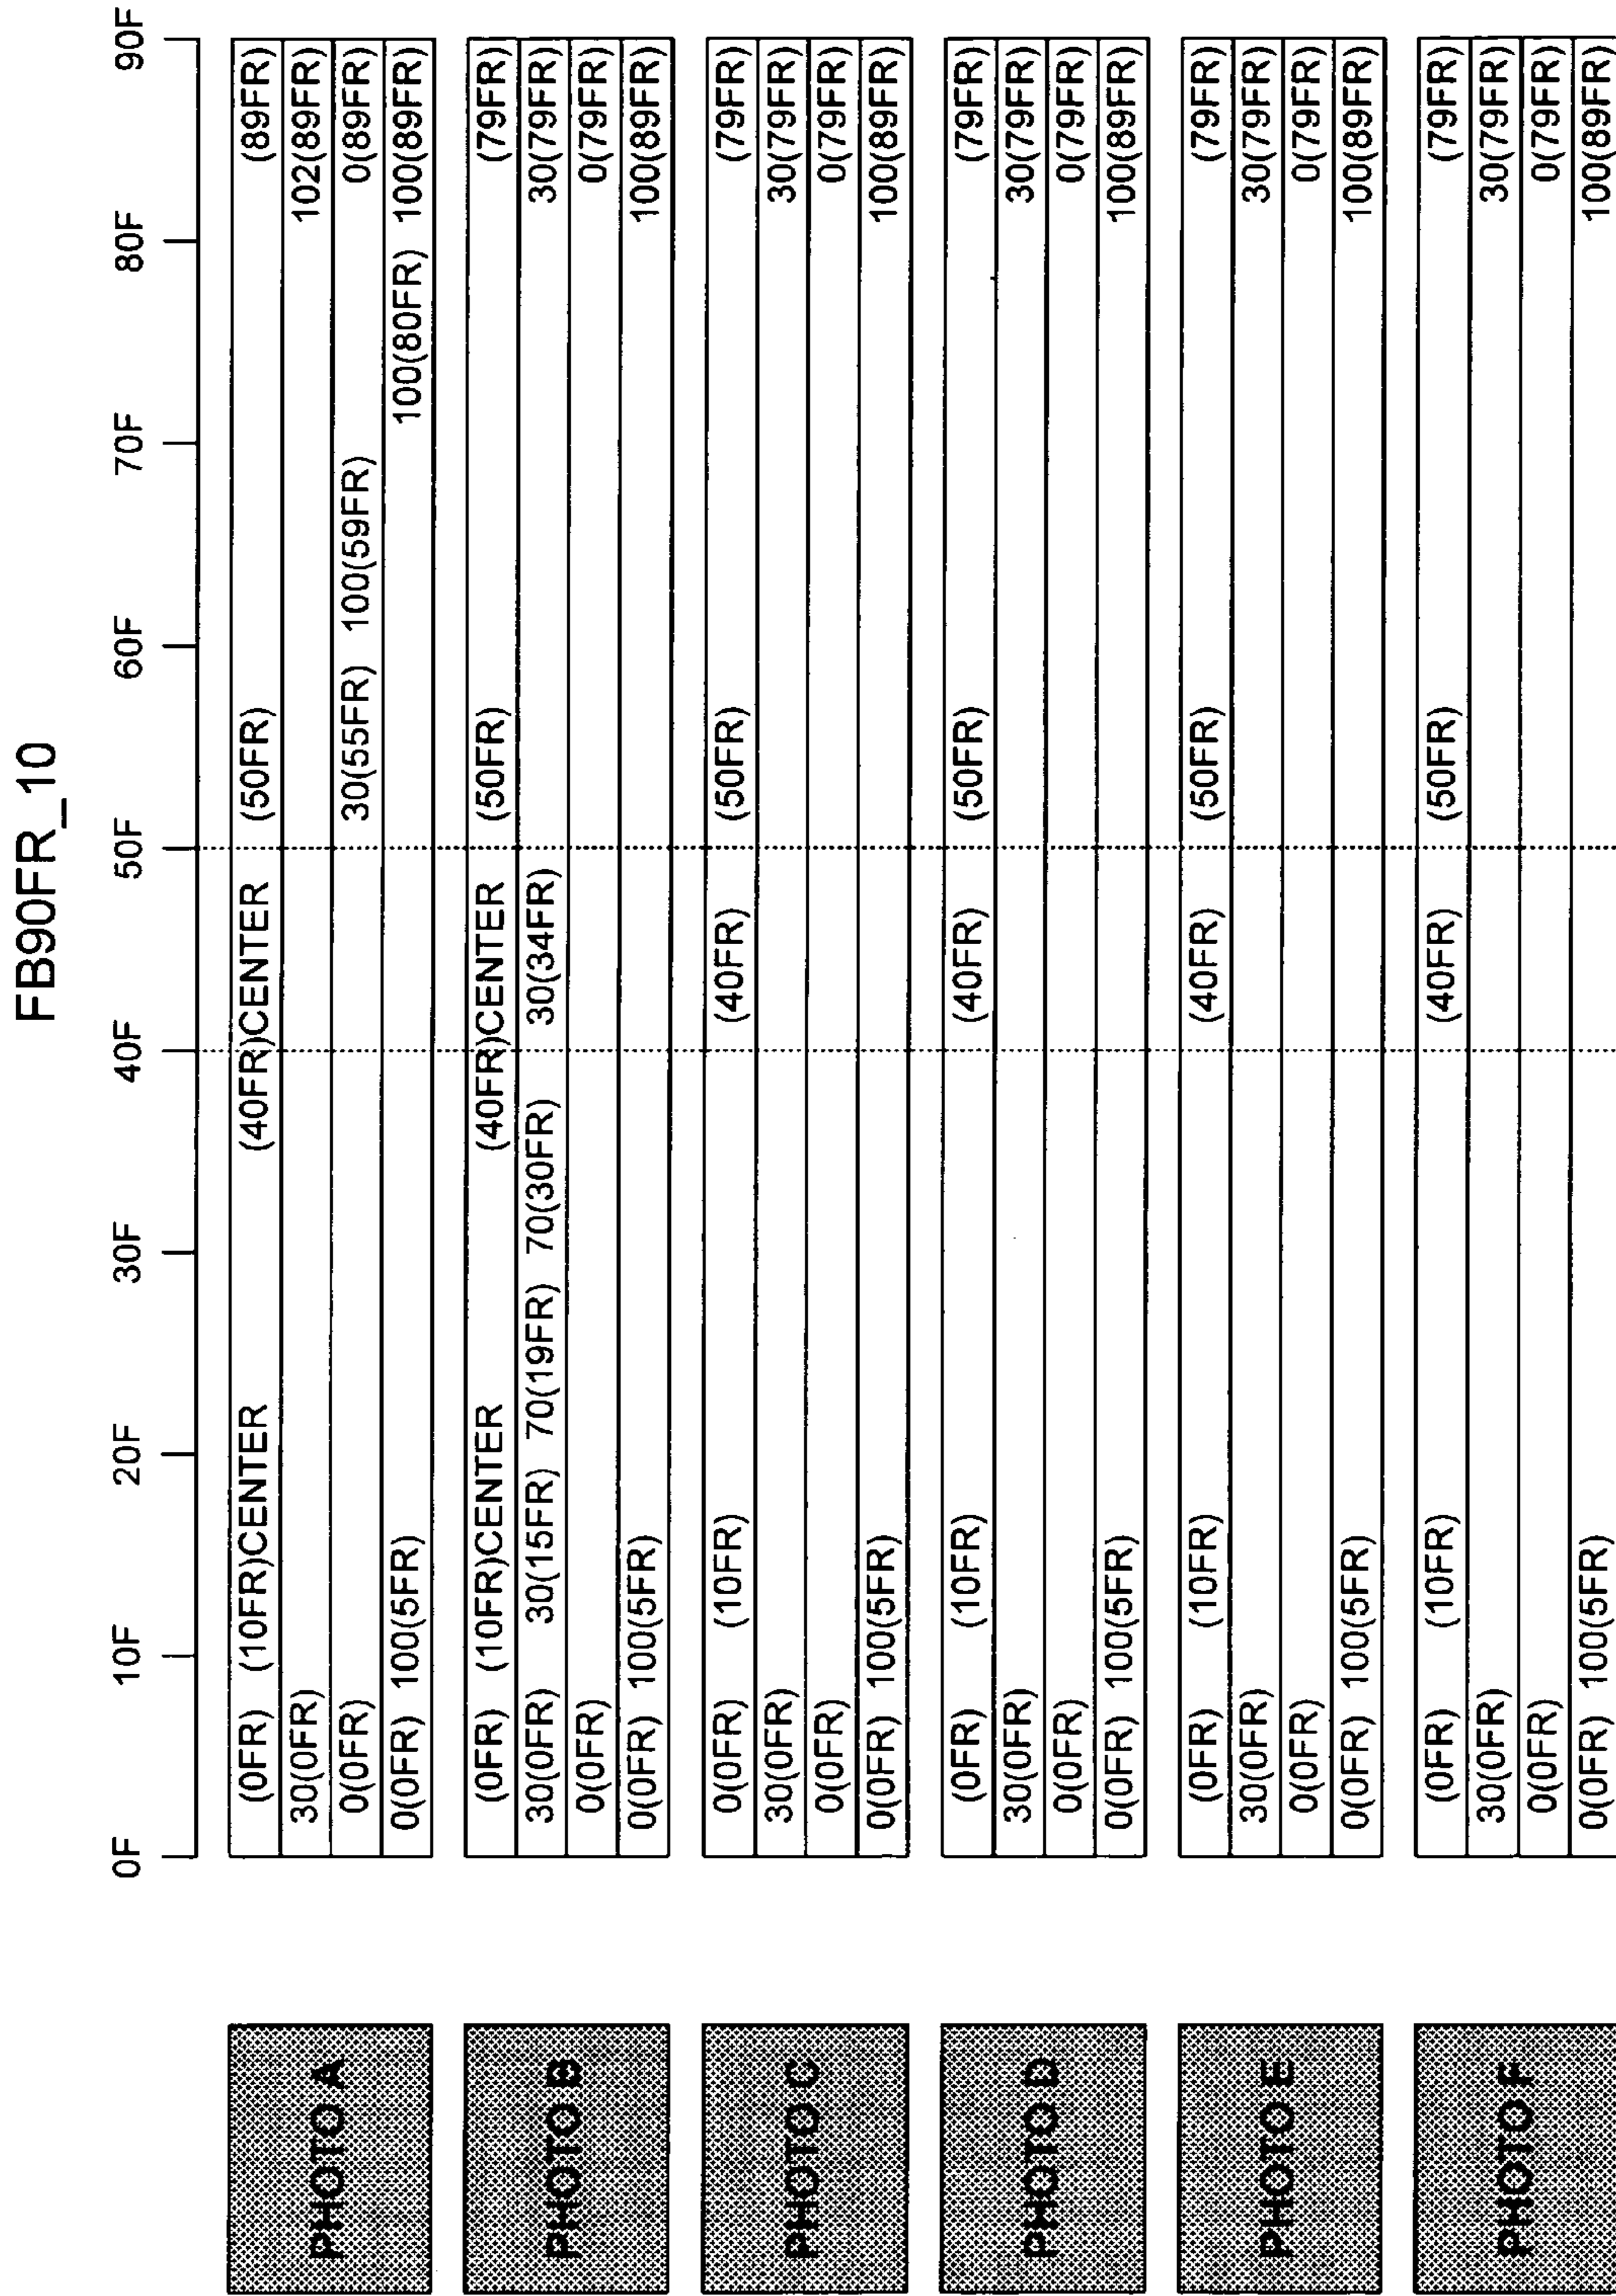 FB90FR_10
0F 10F 20F 30F 40F 50F 60F 70F 80F 90F
PHOTO A
(0FR) (10FR)CENTER (40FR)CENTER (50FR) (89FR)
30(0FR) 102(89FR)
0(0FR) 30(55FR) 100(59FR) 0(89FR)
0(0FR) 100(5FR) 100(80FR) 100(89FR)
PHOTO B
(0FR) (10FR)CENTER (40FR)CENTER (50FR) (79FR)
30(0FR) 30(15FR) 70(19FR) 70(30FR) 30(34FR) 30(79FR)
0(0FR) 0(79FR)
0(0FR) 100(5FR) 100(89FR)
PHOTO C
0(0FR) (10FR) (40FR) (50FR) (79FR)
30(0FR) 30(79FR)
0(0FR) 0(79FR)
0(0FR) 100(5FR) 100(89FR)
PHOTO D
(0FR) (10FR) (40FR) (50FR) (79FR)
30(0FR) 30(79FR)
0(0FR) 0(79FR)
0(0FR) 100(5FR) 100(89FR)
PHOTO E
(0FR) (10FR) (40FR) (50FR) (79FR)
30(0FR) 30(79FR)
0(0FR) 0(79FR)
0(0FR) 100(5FR) 100(89FR)
PHOTO F
(0FR) (10FR) (40FR) (50FR) (79FR)
30(0FR) 30(79FR)
0(0FR) 0(79FR)
0(0FR) 100(5FR) 100(89FR)